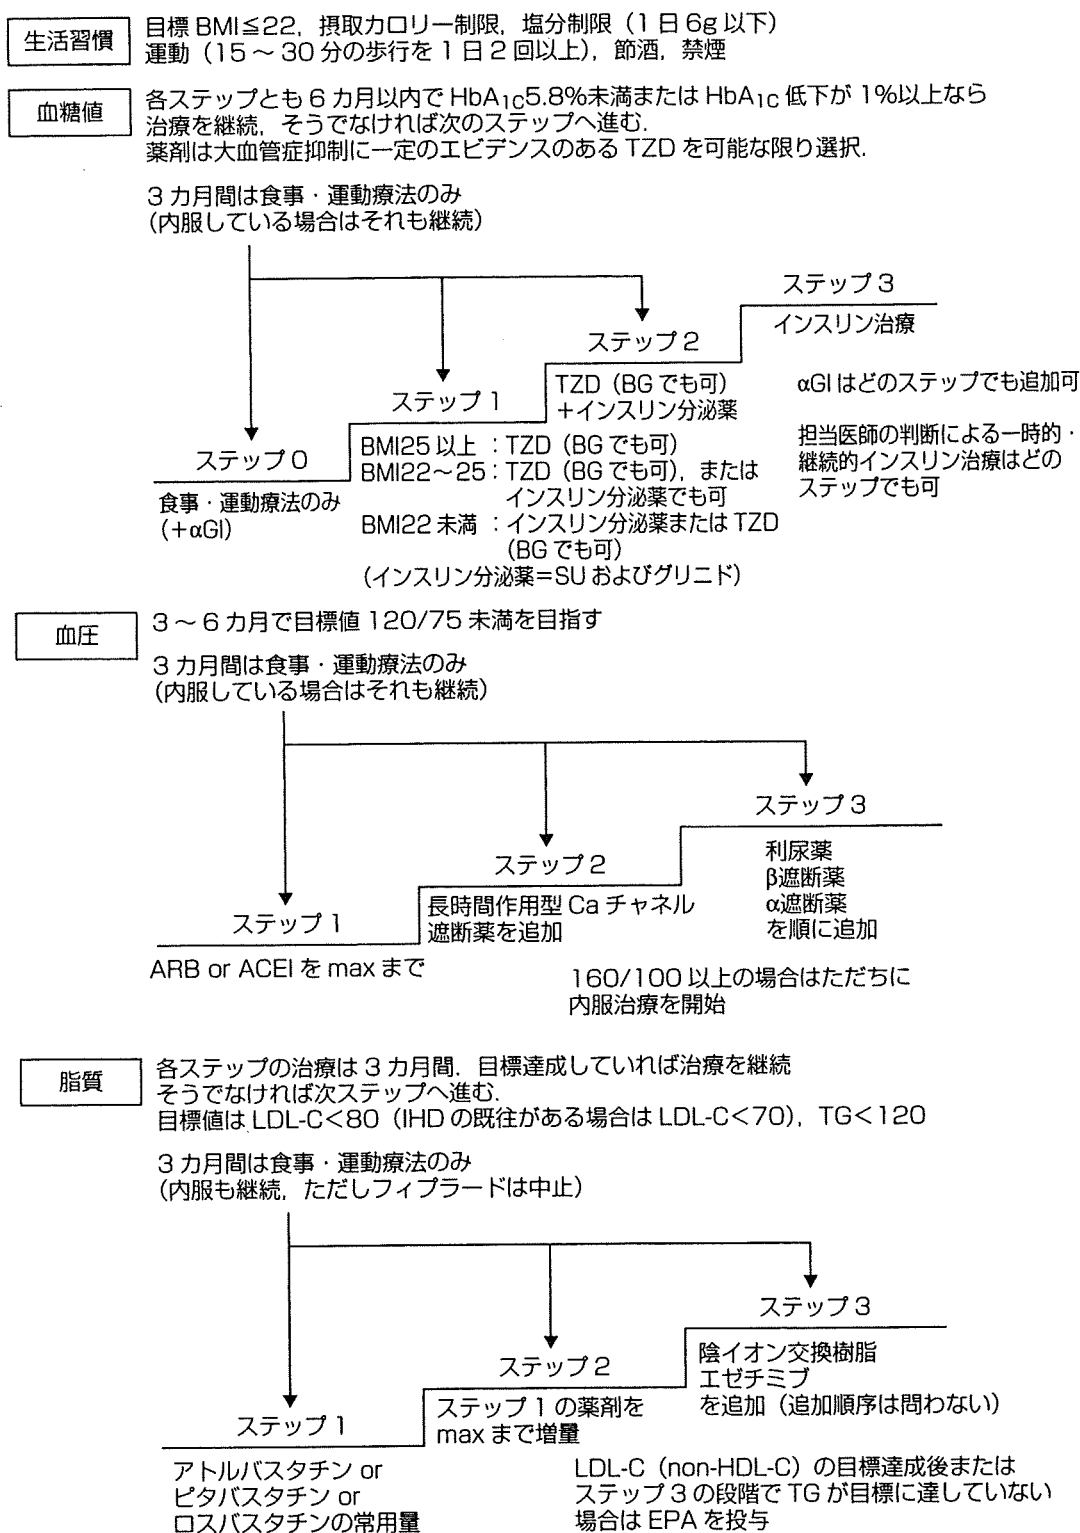 生活習慣
目標 BMI≦22，摂取カロリー制限，塩分制限（1日6g以下）
運動（15～30分の歩行を1日2回以上），節酒，禁煙
血糖値
各ステップとも6カ月以内で HbA1C5.8%未満または HbA1C 低下が1%以上なら
治療を継続，そうでなければ次のステップへ進む．
薬剤は大血管症抑制に一定のエビデンスのある TZD を可能な限り選択．
3カ月間は食事・運動療法のみ
（内服している場合はそれも継続）
ステップ3
インスリン治療
ステップ2
TZD（BGでも可）
＋インスリン分泌薬
αGIはどのステップでも追加可
担当医師の判断による一時的・
継続的インスリン治療はどの
ステップでも可
ステップ1
BMI25以上：TZD（BGでも可）
BMI22～25：TZD（BGでも可），または
インスリン分泌薬でも可
BMI22未満：インスリン分泌薬またはTZD
（BGでも可）
（インスリン分泌薬＝SUおよびグリニド）
ステップ0
食事・運動療法のみ
（＋αGI）
血圧
3～6カ月で目標値120/75未満を目指す
3カ月間は食事・運動療法のみ
（内服している場合はそれも継続）
ステップ3
利尿薬
β遮断薬
α遮断薬
を順に追加
ステップ2
長時間作用型Caチャネル
遮断薬を追加
ステップ1
ARB or ACEIをmaxまで
160/100以上の場合はただちに
内服治療を開始
脂質
各ステップの治療は3カ月間．目標達成していれば治療を継続
そうでなければ次ステップへ進む．
目標値は LDL-C<80（IHDの既往がある場合は LDL-C<70），TG<120
3カ月間は食事・運動療法のみ
（内服も継続，ただしフィブラードは中止）
ステップ3
陰イオン交換樹脂
エゼチミブ
を追加（追加順序は問わない）
ステップ2
ステップ1の薬剤を
maxまで増量
ステップ1
アトルバスタチン or
ピタバスタチン or
ロスバスタチンの常用量
LDL-C（non-HDL-C）の目標達成後または
ステップ3の段階でTGが目標に達していない
場合はEPAを投与